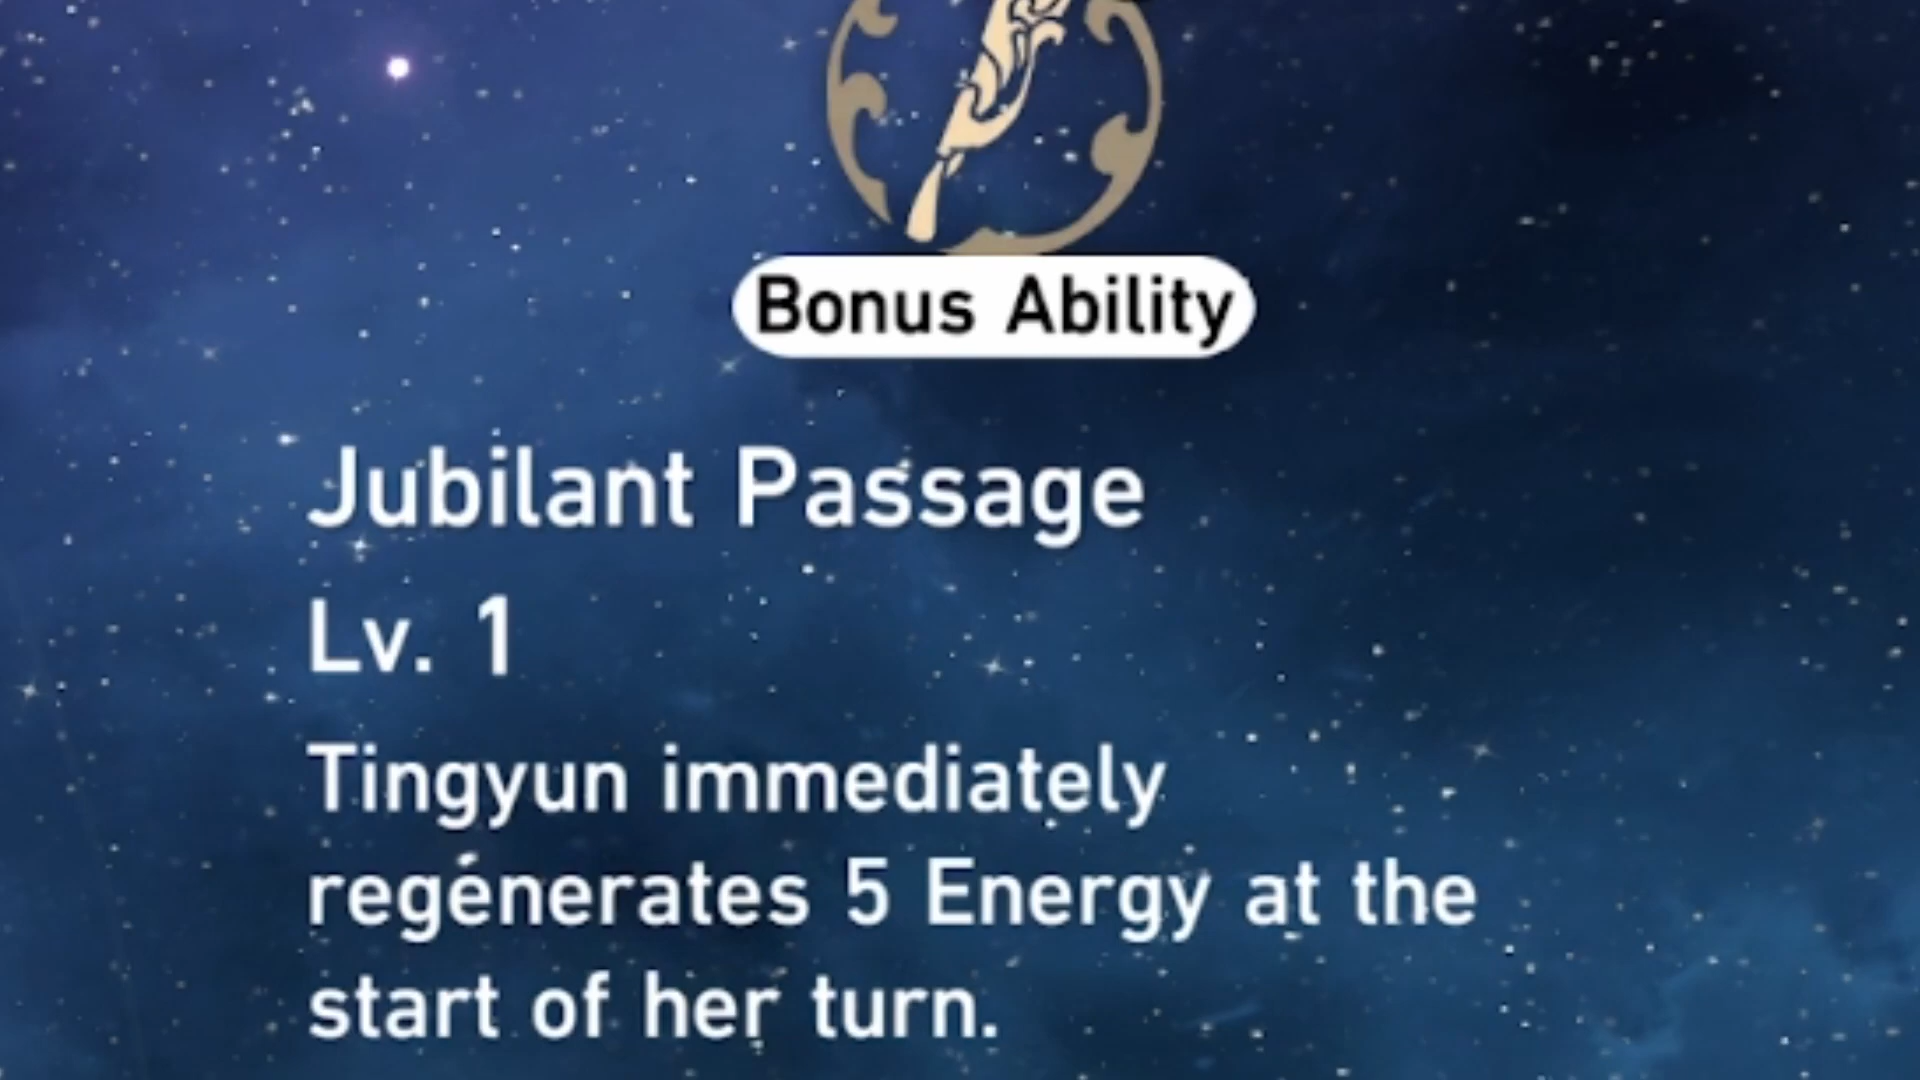 Bonus Ability
Jubilant Passage
Lv. 1
Tingyun immediately
regenerates 5 Energy at the
start of her turn.